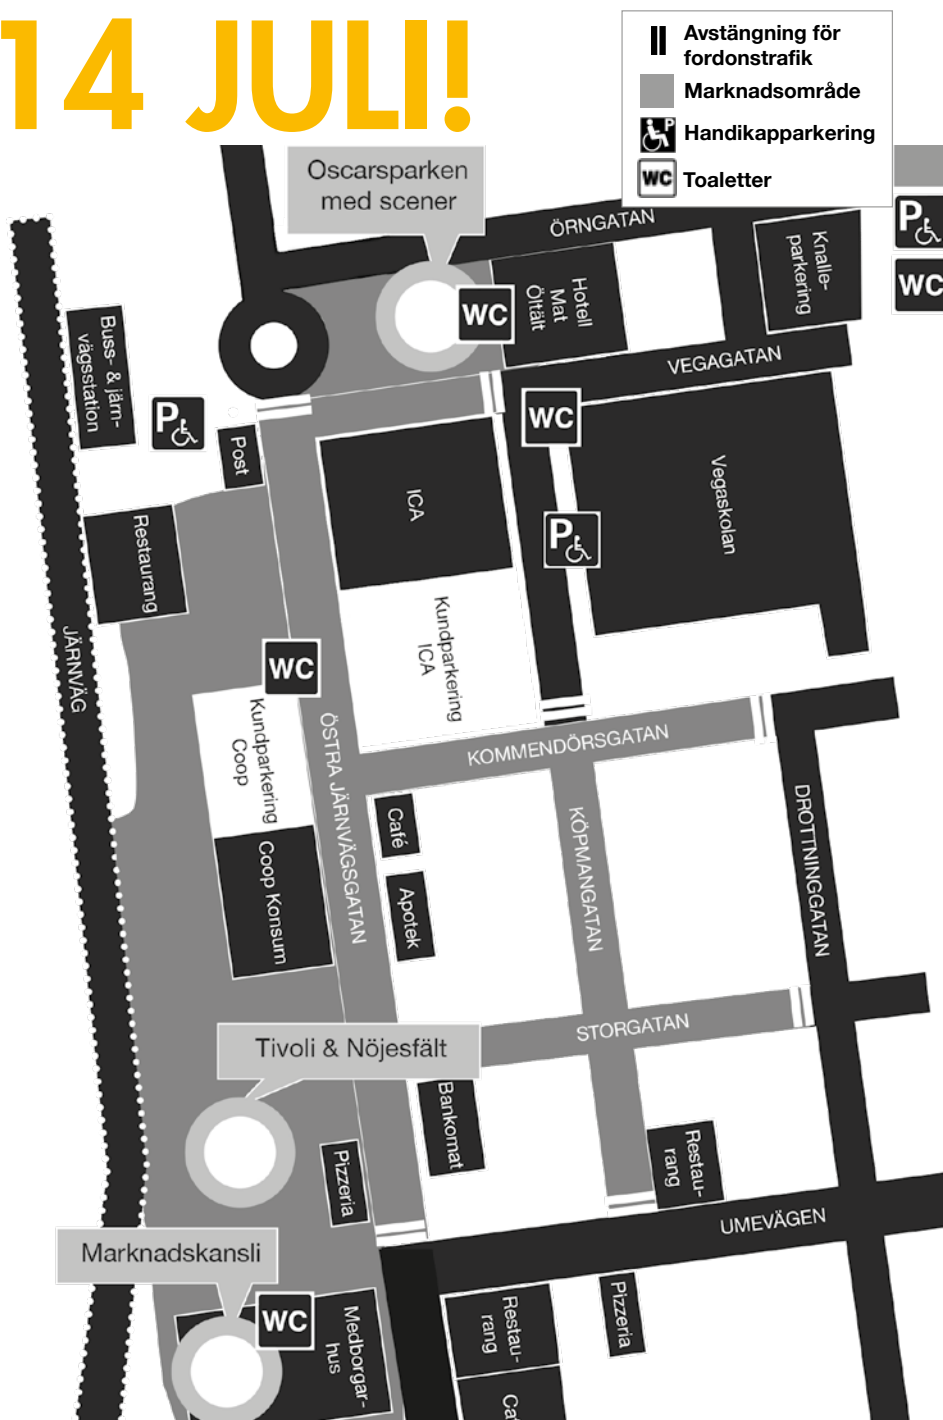 14 JULI!
Avstängning för
fordonstrafik
Marknadsområde
P
Handikapparkering
WC
Toaletter
Oscarsparken
med scener
ÖRNGATAN
Knalle-
parkering
P
WC
WC
Hotell
Mat
Öltält
VEGAGATAN
Buss- & järn-
vägsstation
P
Post
WC
ICA
Vegaskolan
P
Restaurang
Kundparkering
ICA
JÄRNVÄG
WC
Kundparkering
Coop
ÖSTRA JÄRNVÄGSGATAN
KOMMENDÖRSGATAN
Café
KÖPMANGATAN
DROTTNINGGATAN
Coop Konsum
Apotek
STORGATAN
Tivoli & Nöjesfält
Bankomat
Pizzeria
Restau-
rang
UMEVÄGEN
Marknadskansli
WC
Medborgar-
hus
Restau-
rang
Pizzeria